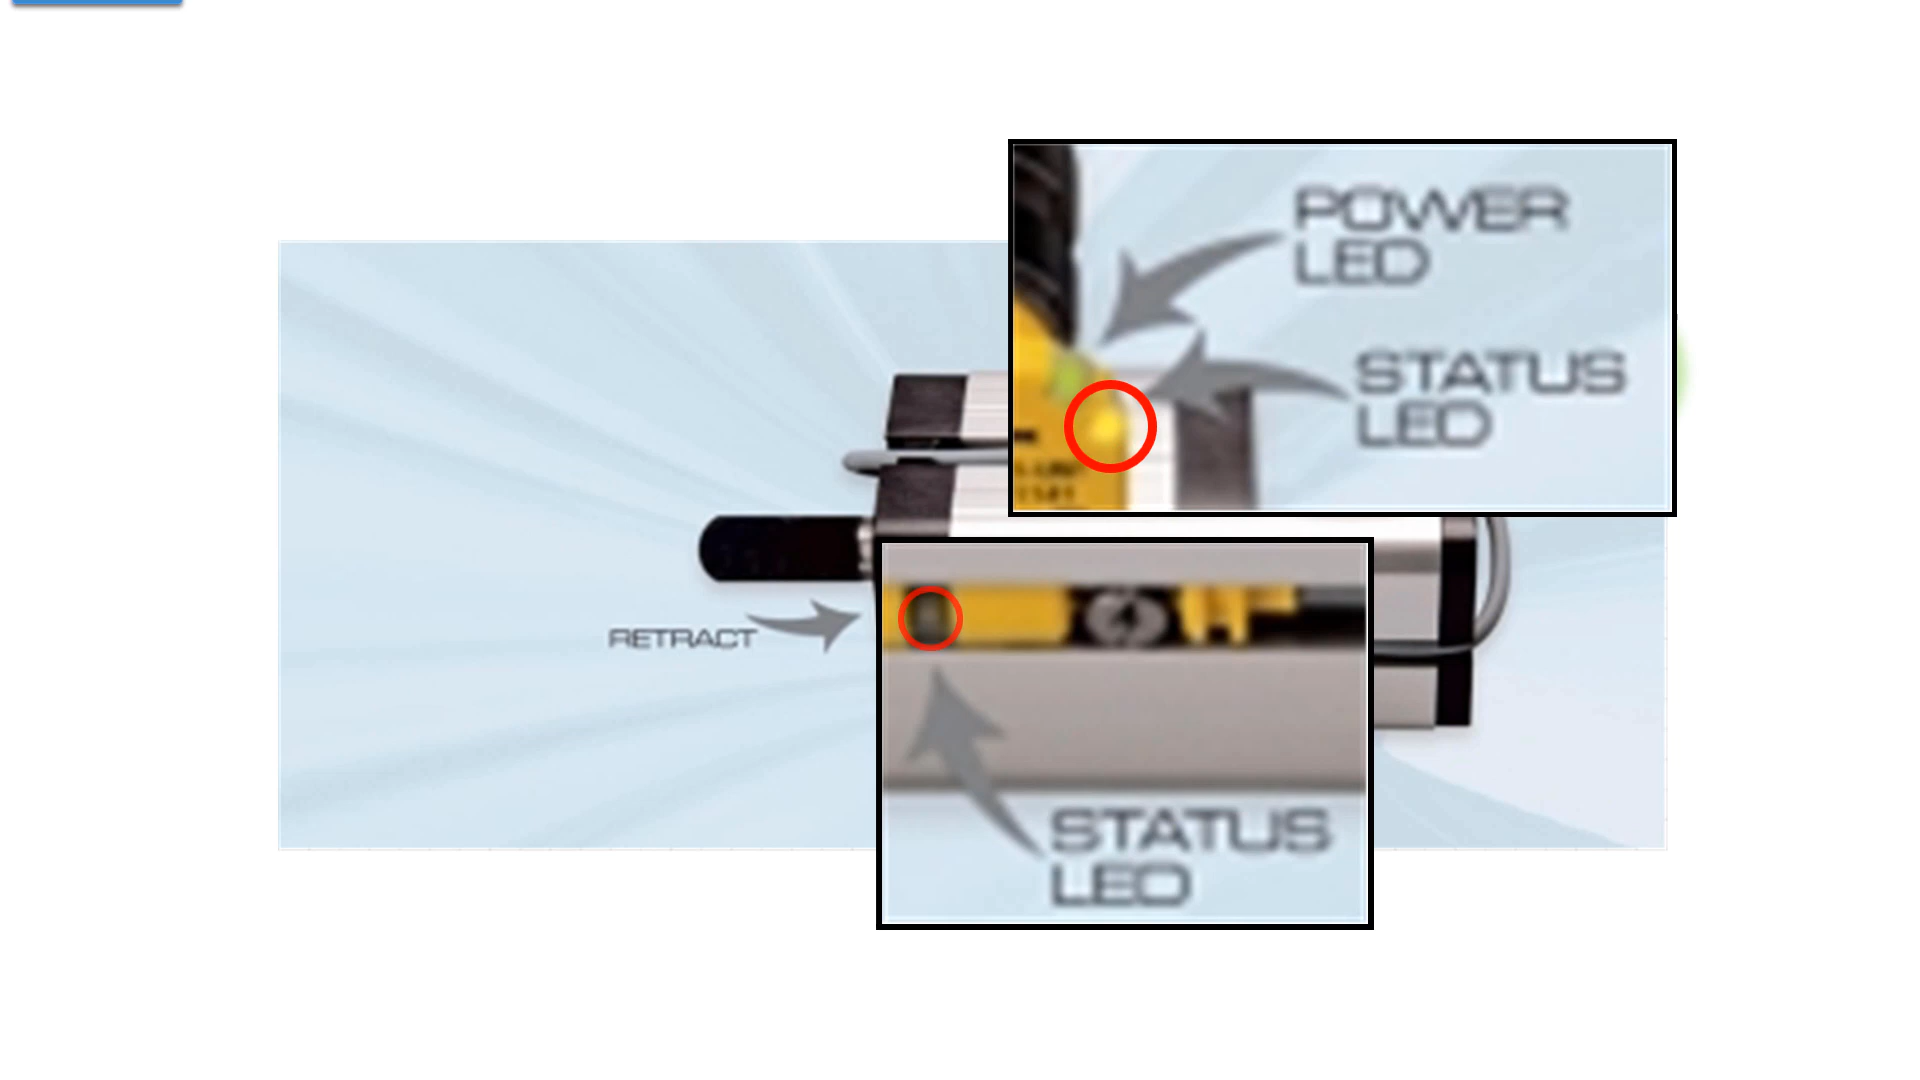 POWER
LED
STATUS
LED
RETRACT
STATUS
LED